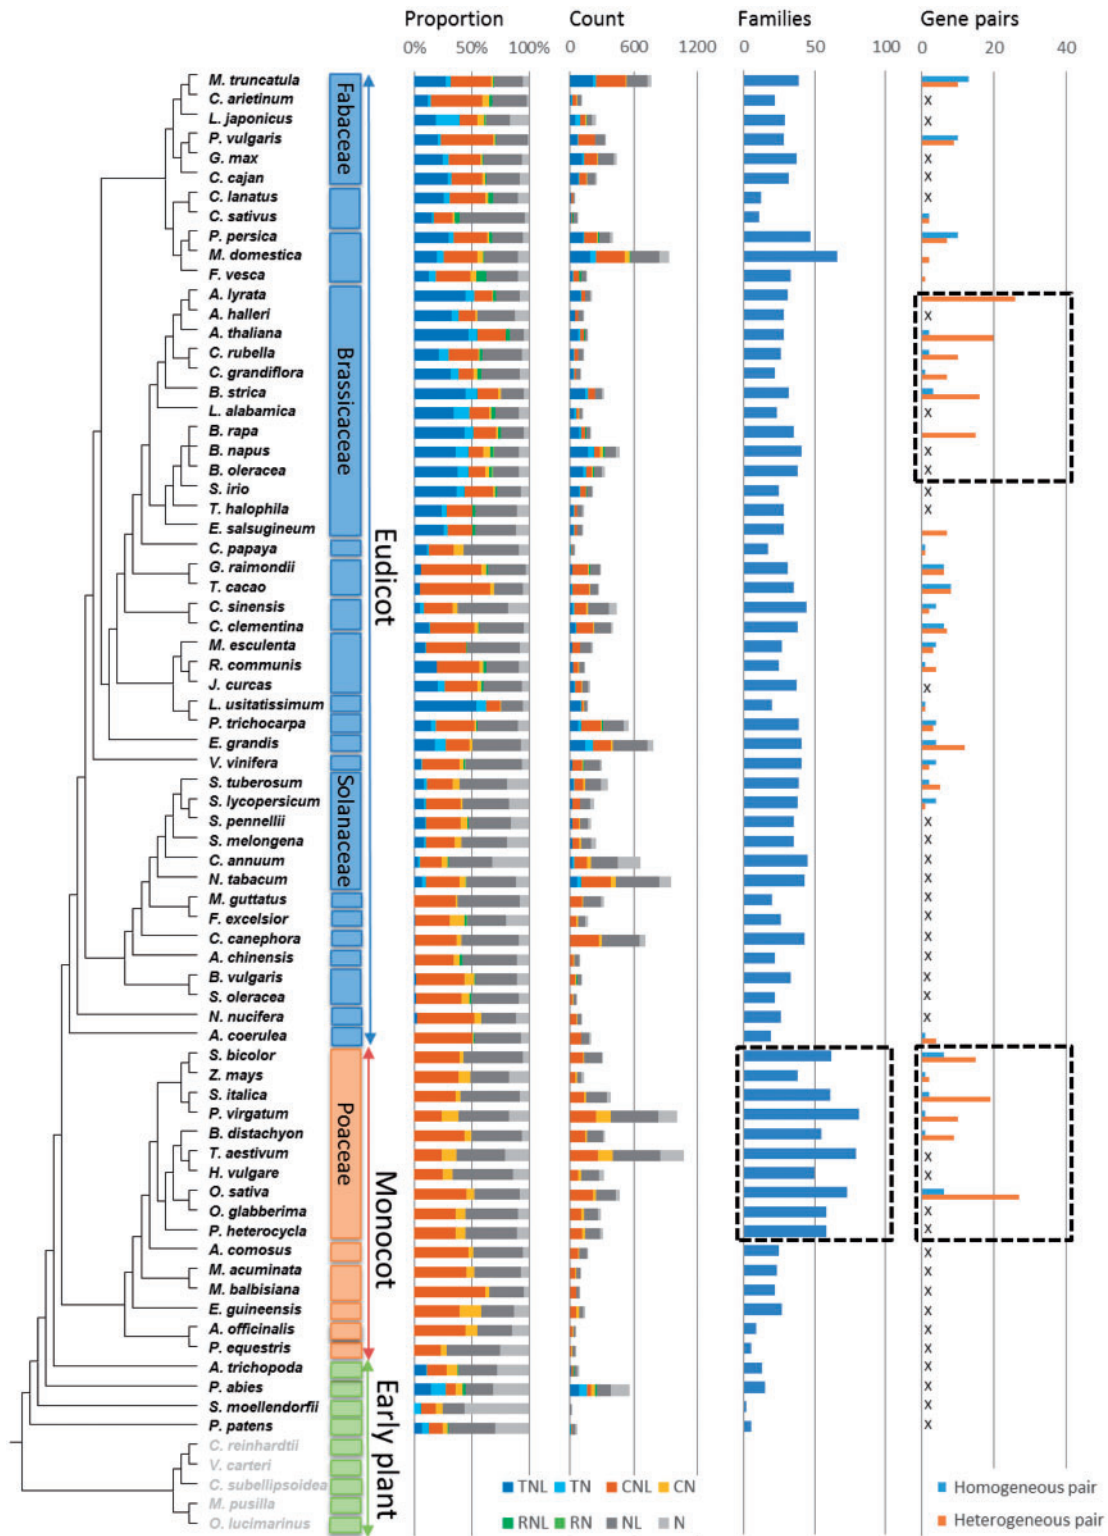 Proportion Count Families Gene pairs
0% 50% 100% 0 600 1200 0 50 100 0 20 40
M. truncatula
C. arietinum x
L. japonicus x
P. vulgaris
G. max x
C. cajan x
Fabaceae
C. lanatus x
C. sativus
P. persica
M. domestica
F. vesca
A. lyrata
A. halleri x
A. thaliana
C. rubella
C. grandiflora
B. strica
L. alabamica x
B. rapa
B. napus x
B. oleracea x
S. irio x
T. halophila x
E. salsugineum
Brassicaceae
C. papaya
G. raimondii
T. cacao
C. sinensis
C. clementina
M. esculenta
R. communis
J. curcas x
L. usitatissimum
P. trichocarpa
E. grandis
V. vinifera
S. tuberosum
S. lycopersicum
S. pennellii x
S. melongena x
C. annuum x
N. tabacum x
Solanaceae
M. guttatus x
F. excelsior x
C. canephora x
A. chinensis x
B. vulgaris x
S. oleracea x
N. nucifera x
A. coerulea
Eudicot
S. bicolor
Z. mays
S. italica
P. virgatum
B. distachyon
T. aestivum x
H. vulgare x
O. sativa
O. glabberima x
P. heterocycla x
Poaceae
A. comosus x
M. acuminata x
M. balbisiana x
E. guineensis x
A. officinalis x
P. equestris x
Monocot
A. trichopoda x
P. abies x
S. moellendorfii x
P. patens x
C. reinhardtii
V. carteri
C. subellipsoidea
M. pusilla
O. lucimarinus
Early plant
TNL TN CNL CN
RNL RN NL N
Homogeneous pair
Heterogeneous pair